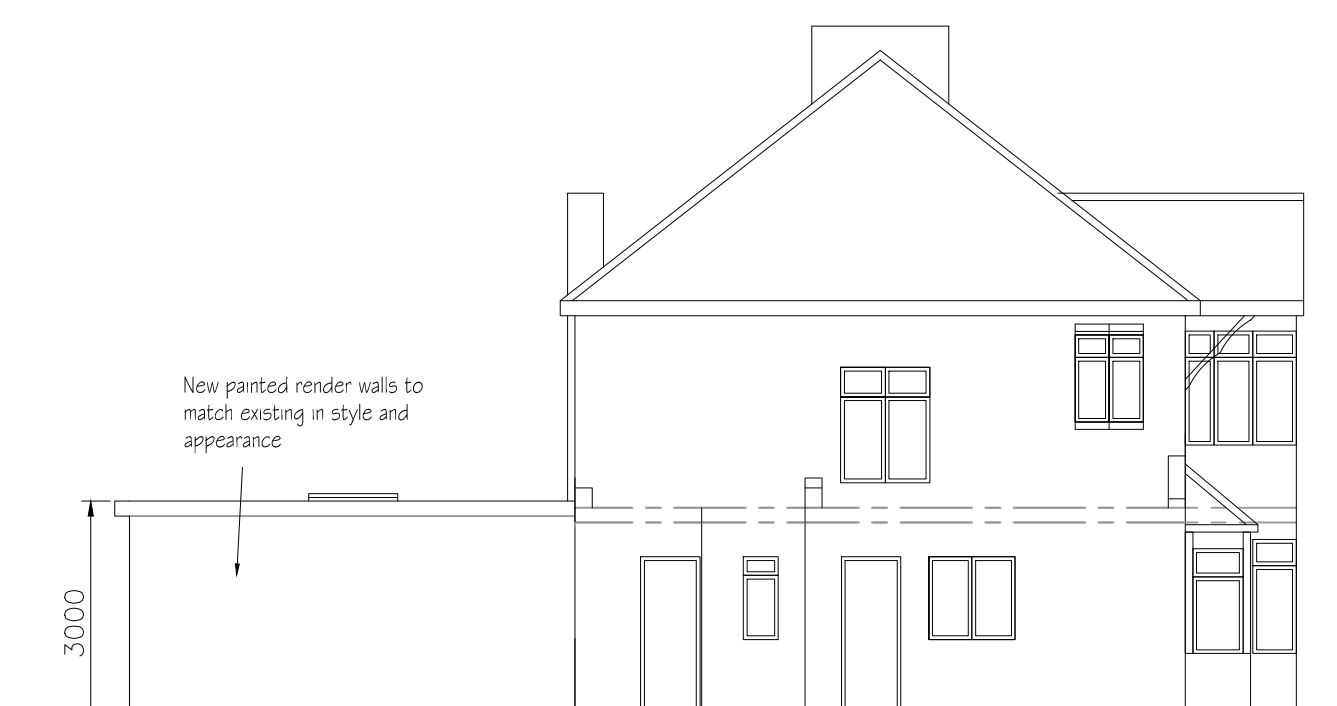 New painted render walls to
match existing in style and
appearance
3000